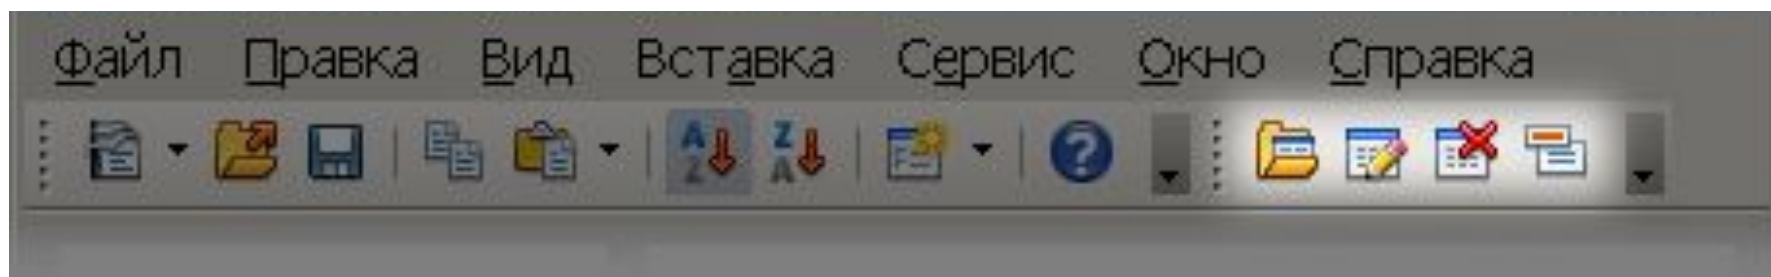 Файл Правка Вид Вставка Сервис Окно Справка